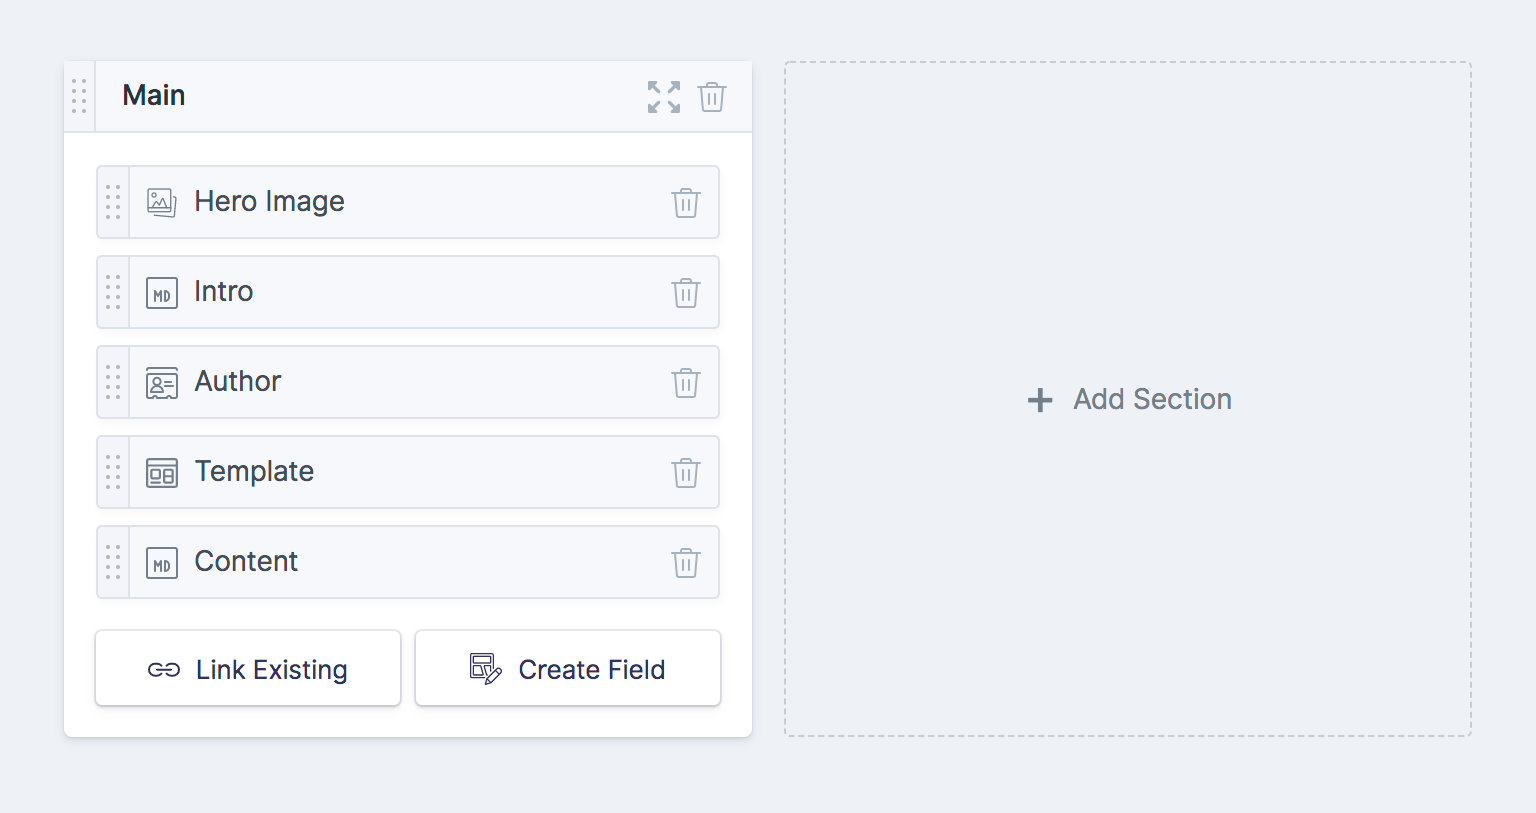 Main
Hero Image
MD
Intro
Author
Template
MD
Content
Link Existing
Create Field
Add Section